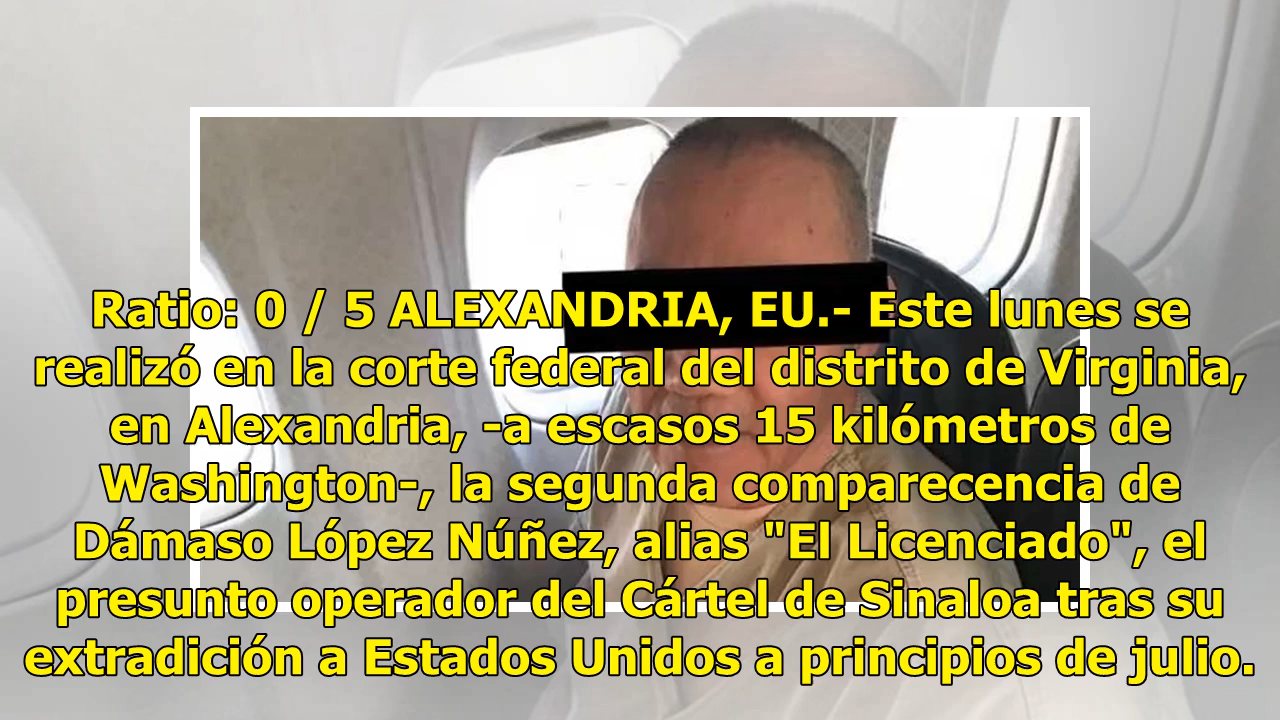 Ratio: 0 / 5 ALEXANDRIA, EU.- Este lunes se
realizó en la corte federal del distrito de Virginia,
en Alexandria, -a escasos 15 kilómetros de
Washington-, la segunda comparecencia de
Dámaso López Núñez, alias "El Licenciado", el
presunto operador del Cártel de Sinaloa tras su
extradición a Estados Unidos a principios de julio.